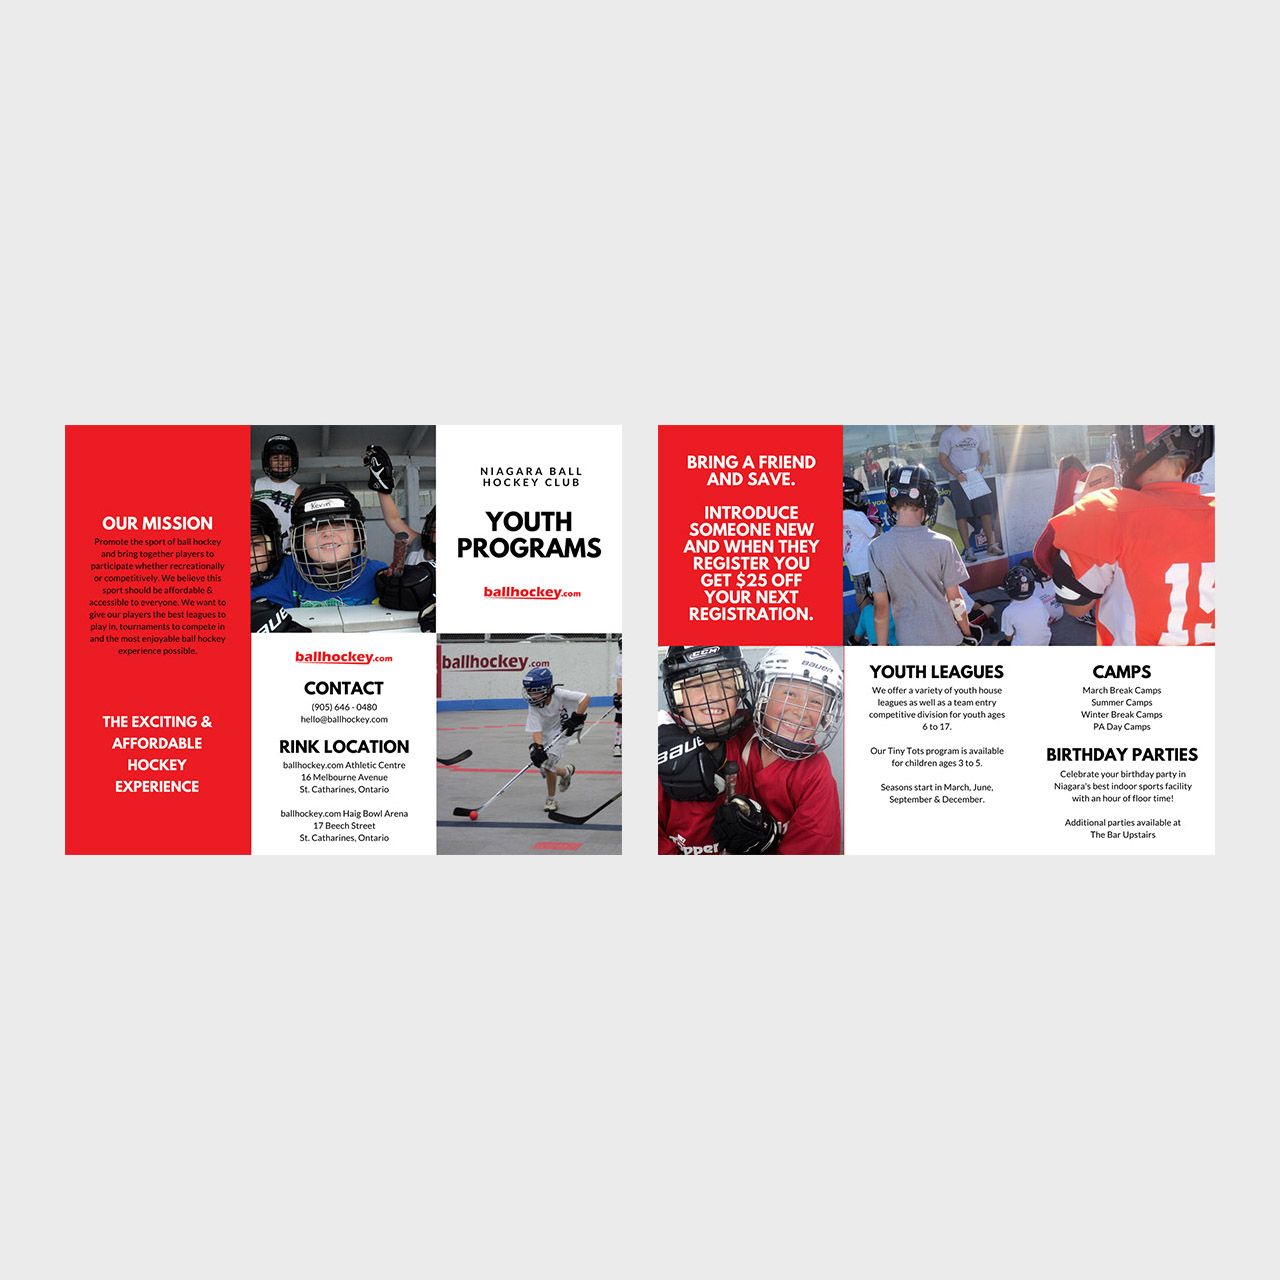 OUR MISSION
Promote the sport of ball hockey
and bring together players to
participate whether recreationally
or competitively. We believe this
sport should be affordable &
accessible to everyone. We want to
give our players the best leagues to
play in, tournaments to compete in
and the most enjoyable ball hockey
experience possible.
THE EXCITING &
AFFORDABLE
HOCKEY
EXPERIENCE
Kevin
BAUE
ballhockey.com
CONTACT
(905) 646 - 0480
hello@ballhockey.com
RINK LOCATION
ballhockey.com Athletic Centre
16 Melbourne Avenue
St. Catharines, Ontario
ballhockey.com Haig Bowl Arena
17 Beech Street
St. Catharines, Ontario
NIAGARA BALL
HOCKEY CLUB
YOUTH
PROGRAMS
ballhockey.com
ballhockey.com
BRING A FRIEND
AND SAVE.
INTRODUCE
SOMEONE NEW
AND WHEN THEY
REGISTER YOU
GET $25 OFF
YOUR NEXT
REGISTRATION.
15
CCM
BAUER
BAUE
pper
YOUTH LEAGUES
We offer a variety of youth house
leagues as well as a team entry
competitive division for youth ages
6 to 17.
Our Tiny Tots program is available
for children ages 3 to 5.
Seasons start in March, June,
September & December.
CAMPS
March Break Camps
Summer Camps
Winter Break Camps
PA Day Camps
BIRTHDAY PARTIES
Celebrate your birthday party in
Niagara's best indoor sports facility
with an hour of floor time!
Additional parties available at
The Bar Upstairs